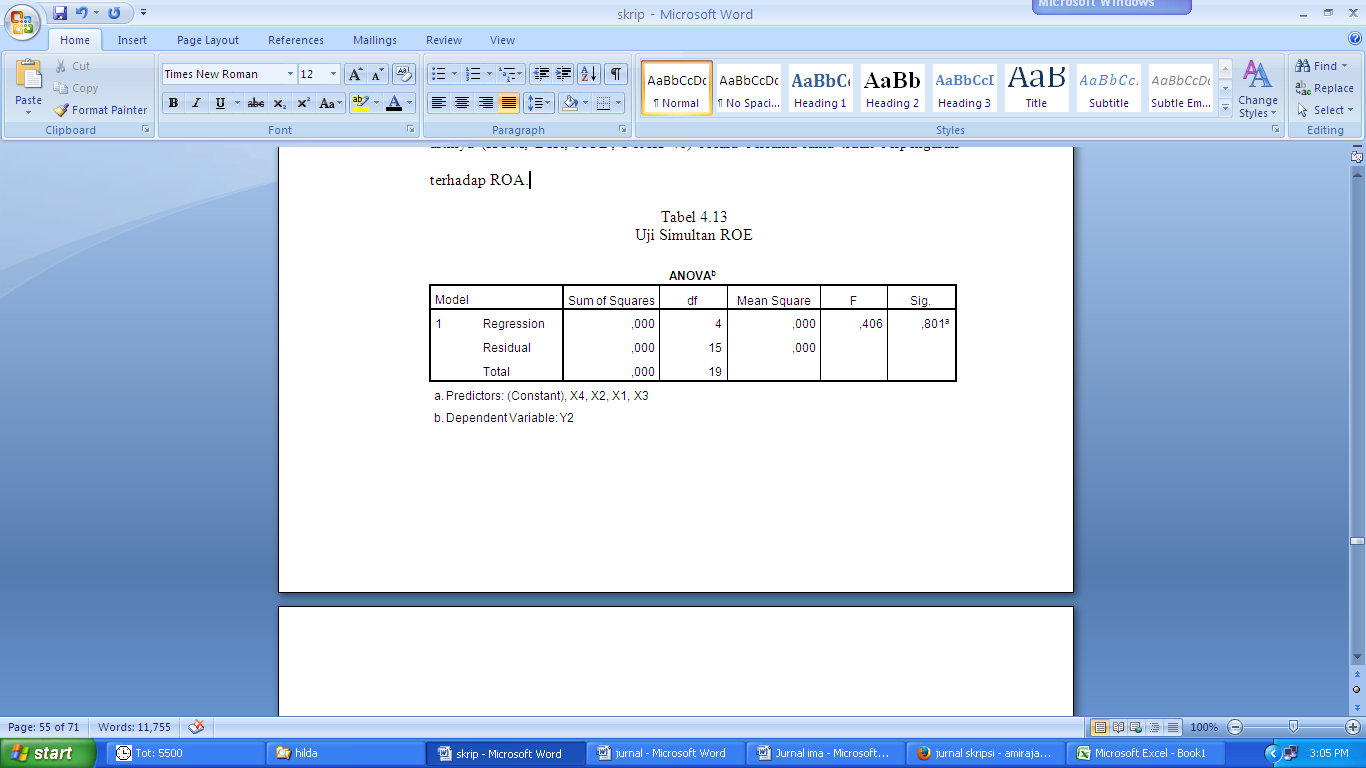 skrip - Microsoft Word
Microsoft Windows
Home Insert Page Layout References Mailings Review View
Paste
Cut
Copy
Format Painter
Clipboard
Times New Roman 12
Font
Paragraph
AaBbCcDc AaBbCcDc AaBbC AaBb AaBbCcI AaB AaBbCc. AaBbCcDc
¶ Normal ¶ No Spaci... Heading 1 Heading 2 Heading 3 Title Subtitle Subtle Em...
Change Styles
Styles
Find
Replace
Select
Editing
terhadap ROA.
Tabel 4.13
Uji Simultan ROE
ANOVAb
Model Sum of Squares df Mean Square F Sig.
1 Regression ,000 4 ,000 ,406 ,801a
Residual ,000 15 ,000
Total ,000 19
a. Predictors: (Constant), X4, X2, X1, X3
b. Dependent Variable: Y2
Page: 55 of 71 Words: 11,755 100%
start Tot: 5500 hilda skrip - Microsoft Word jurnal - Microsoft Word Jurnal ima - Microsoft... jurnal skripsi - amiraja... Microsoft Excel - Book1 3:05 PM